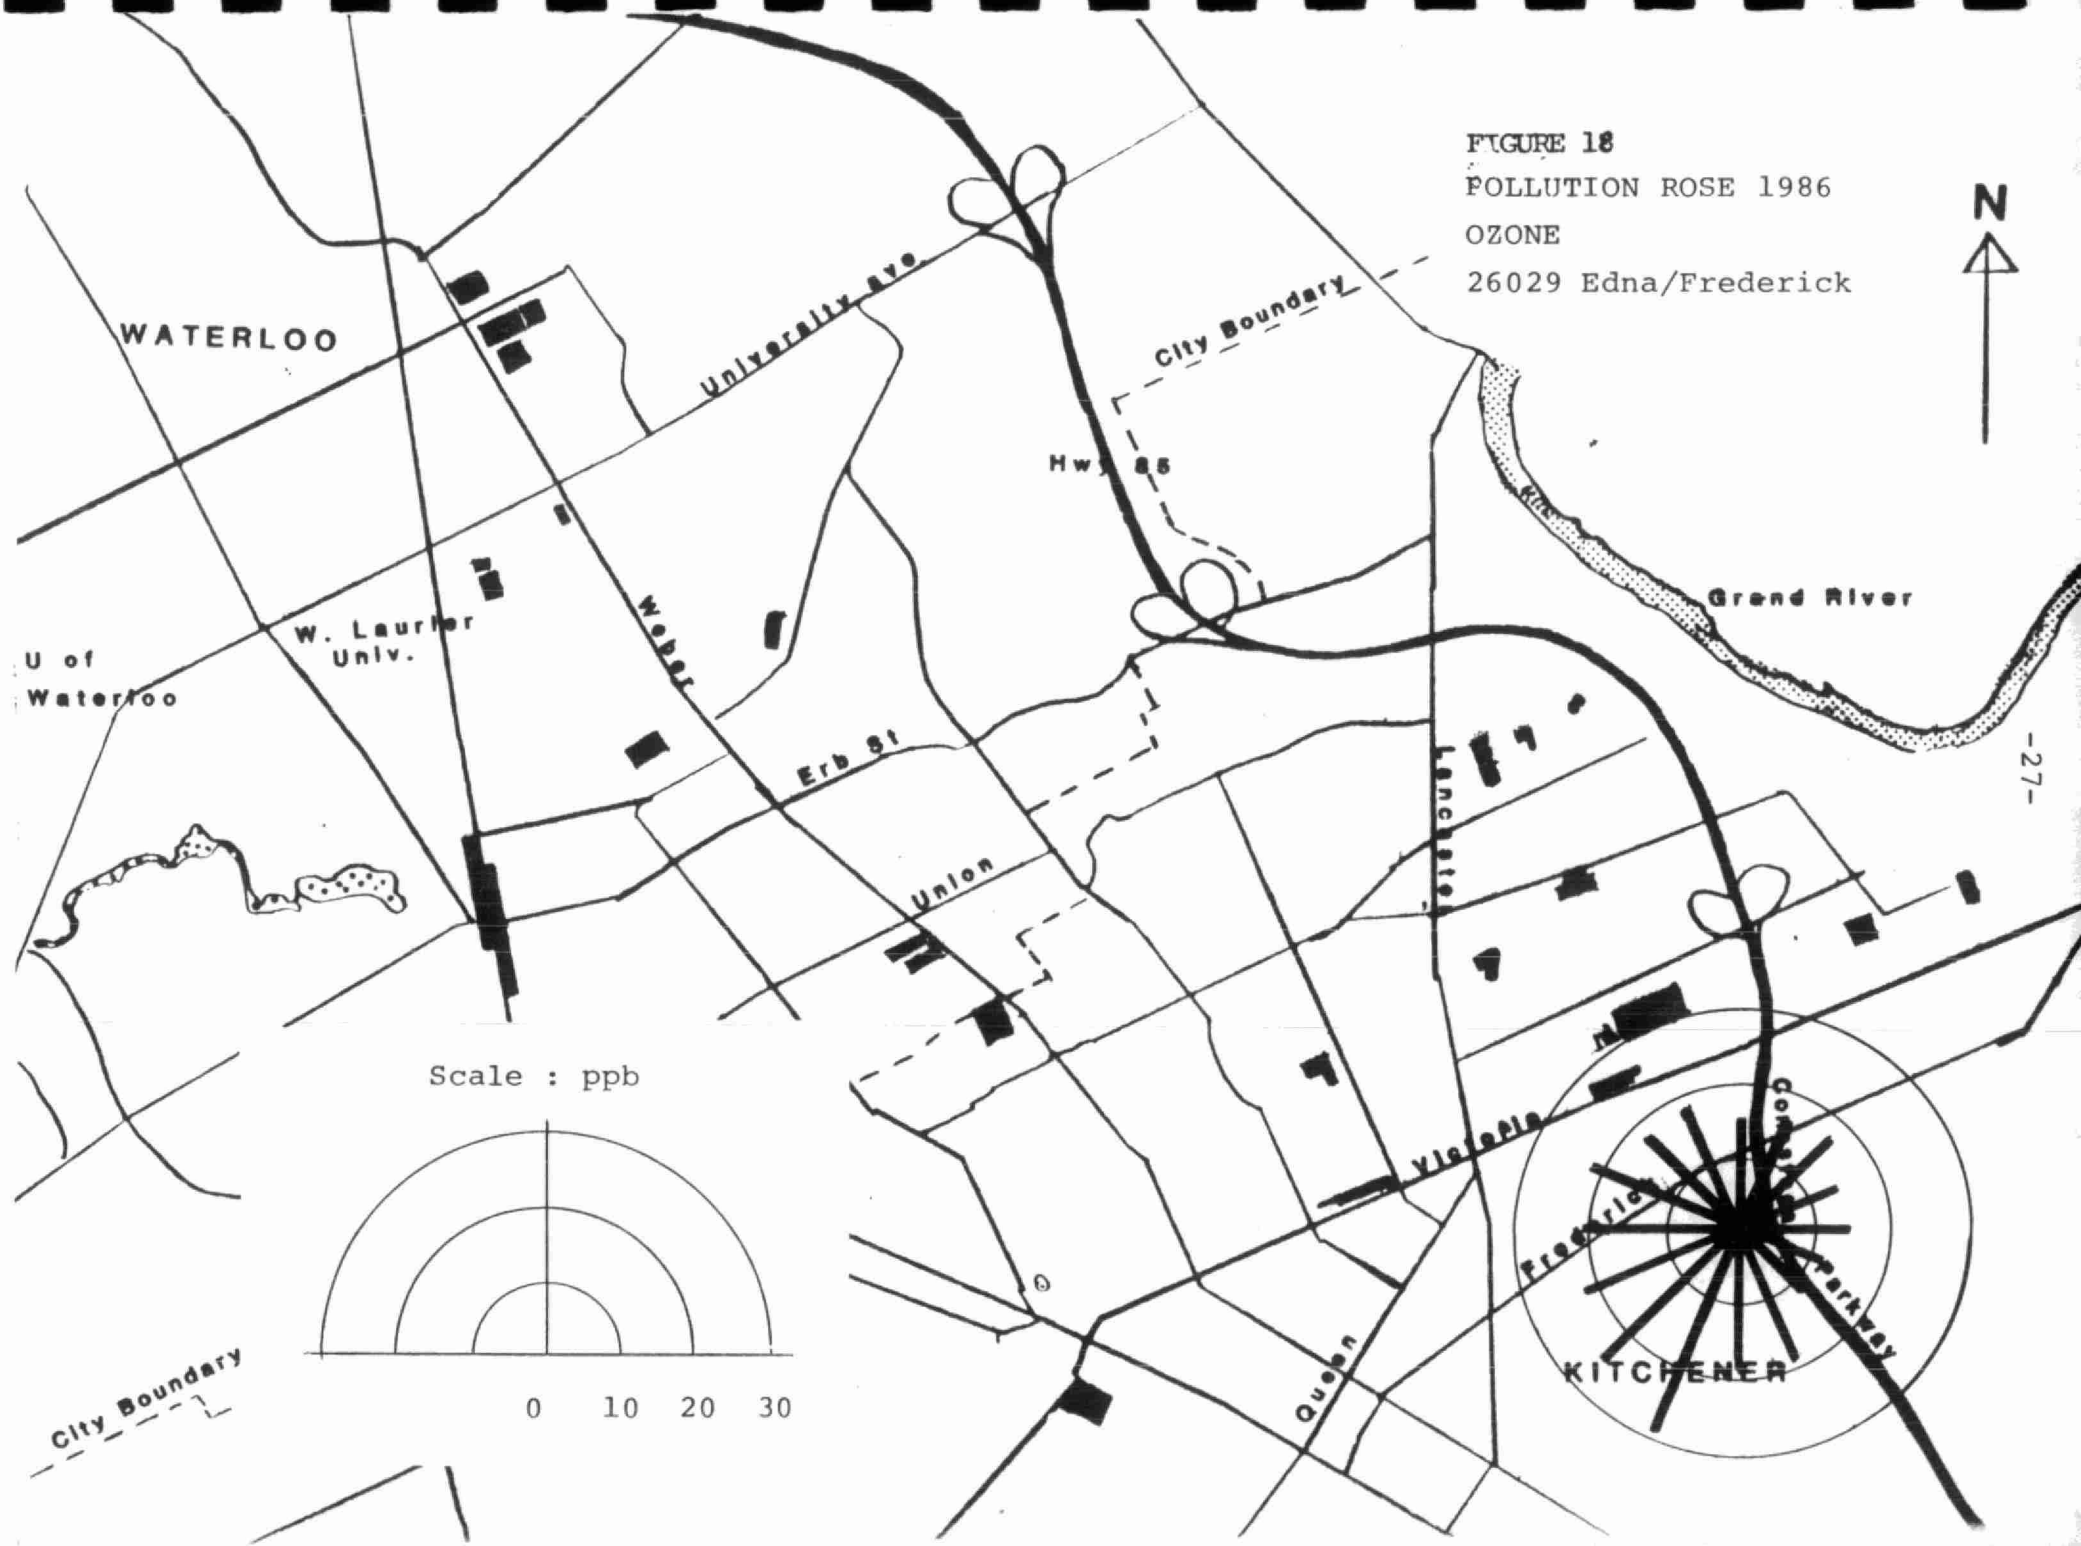 FIGURE 18
POLLUTION ROSE 1986
OZONE
26029 Edna/Frederick
N
WATERLOO
University Ave.
City Boundary
Hwy 85
Grand River
W. Laurier
Univ.
U of
Waterloo
Weber
Erb St
Lancaster
-27-
Union
Scale : ppb
Victoria
Frederick
Parkway
KITCHENER
Queen
0 10 20 30
City Boundary